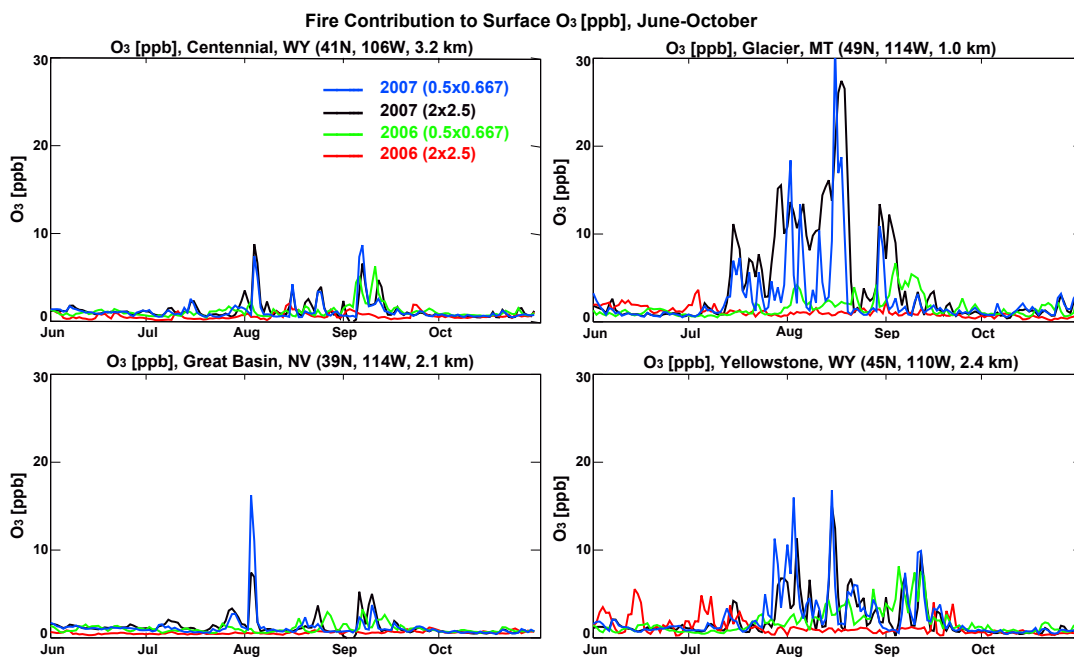 Fire Contribution to Surface O3 [ppb], June-October
O3 [ppb], Centennial, WY (41N, 106W, 3.2 km)
30
20
10
0
O3 [ppb]
Jun Jul Aug Sep Oct
2007 (0.5x0.667)
2007 (2x2.5)
2006 (0.5x0.667)
2006 (2x2.5)
O3 [ppb], Glacier, MT (49N, 114W, 1.0 km)
30
20
10
0
O3 [ppb]
Jun Jul Aug Sep Oct
O3 [ppb], Great Basin, NV (39N, 114W, 2.1 km)
30
20
10
0
O3 [ppb]
Jun Jul Aug Sep Oct
O3 [ppb], Yellowstone, WY (45N, 110W, 2.4 km)
30
20
10
0
O3 [ppb]
Jun Jul Aug Sep Oct